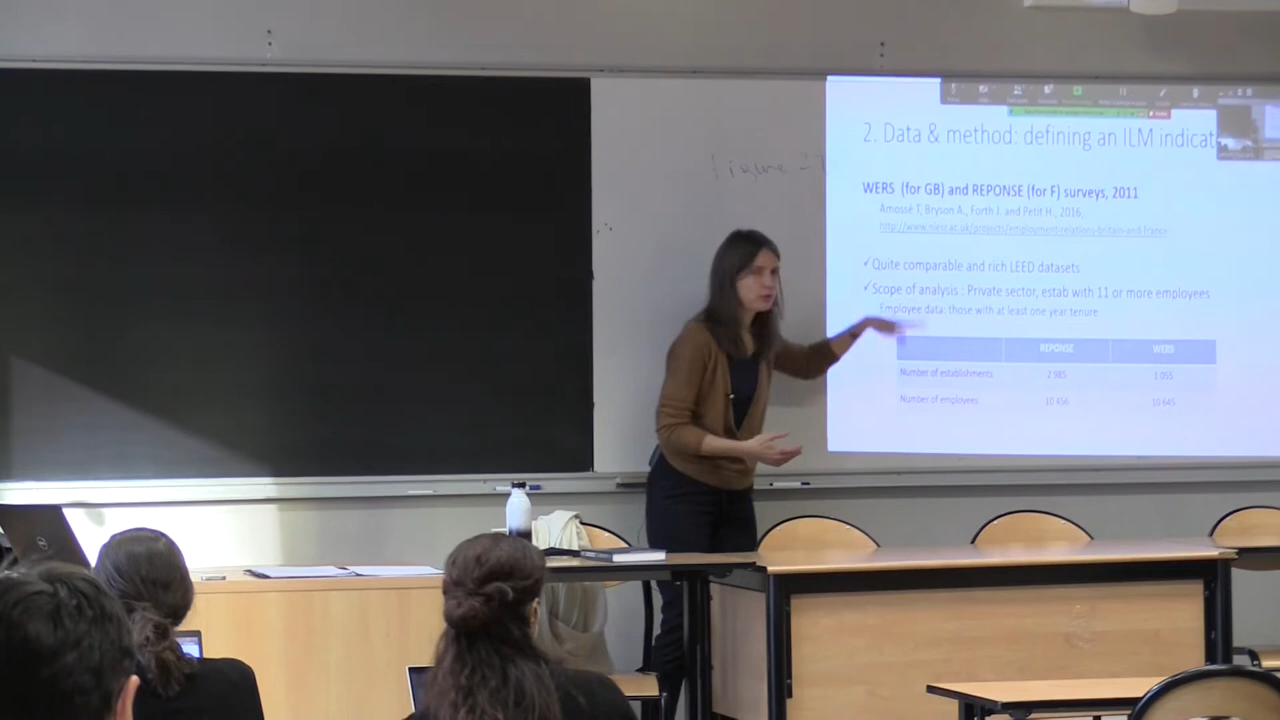 2. Data & method: defining an ILM indicat
WERS (for GB) and REPONSE (for F) surveys, 2011
Amossé T, Bryson A., Forth J. and Petit H., 2016,
http://www.niesr.ac.uk/projects/employment-relations-britain-and-france
✓Quite comparable and rich LEED datasets
✓Scope of analysis : Private sector, estab with 11 or more employees
Employee data: those with at least one year tenure
REPONSE WERS
Number of establishments 2 985 1 055
Number of employees 10 456 10 645